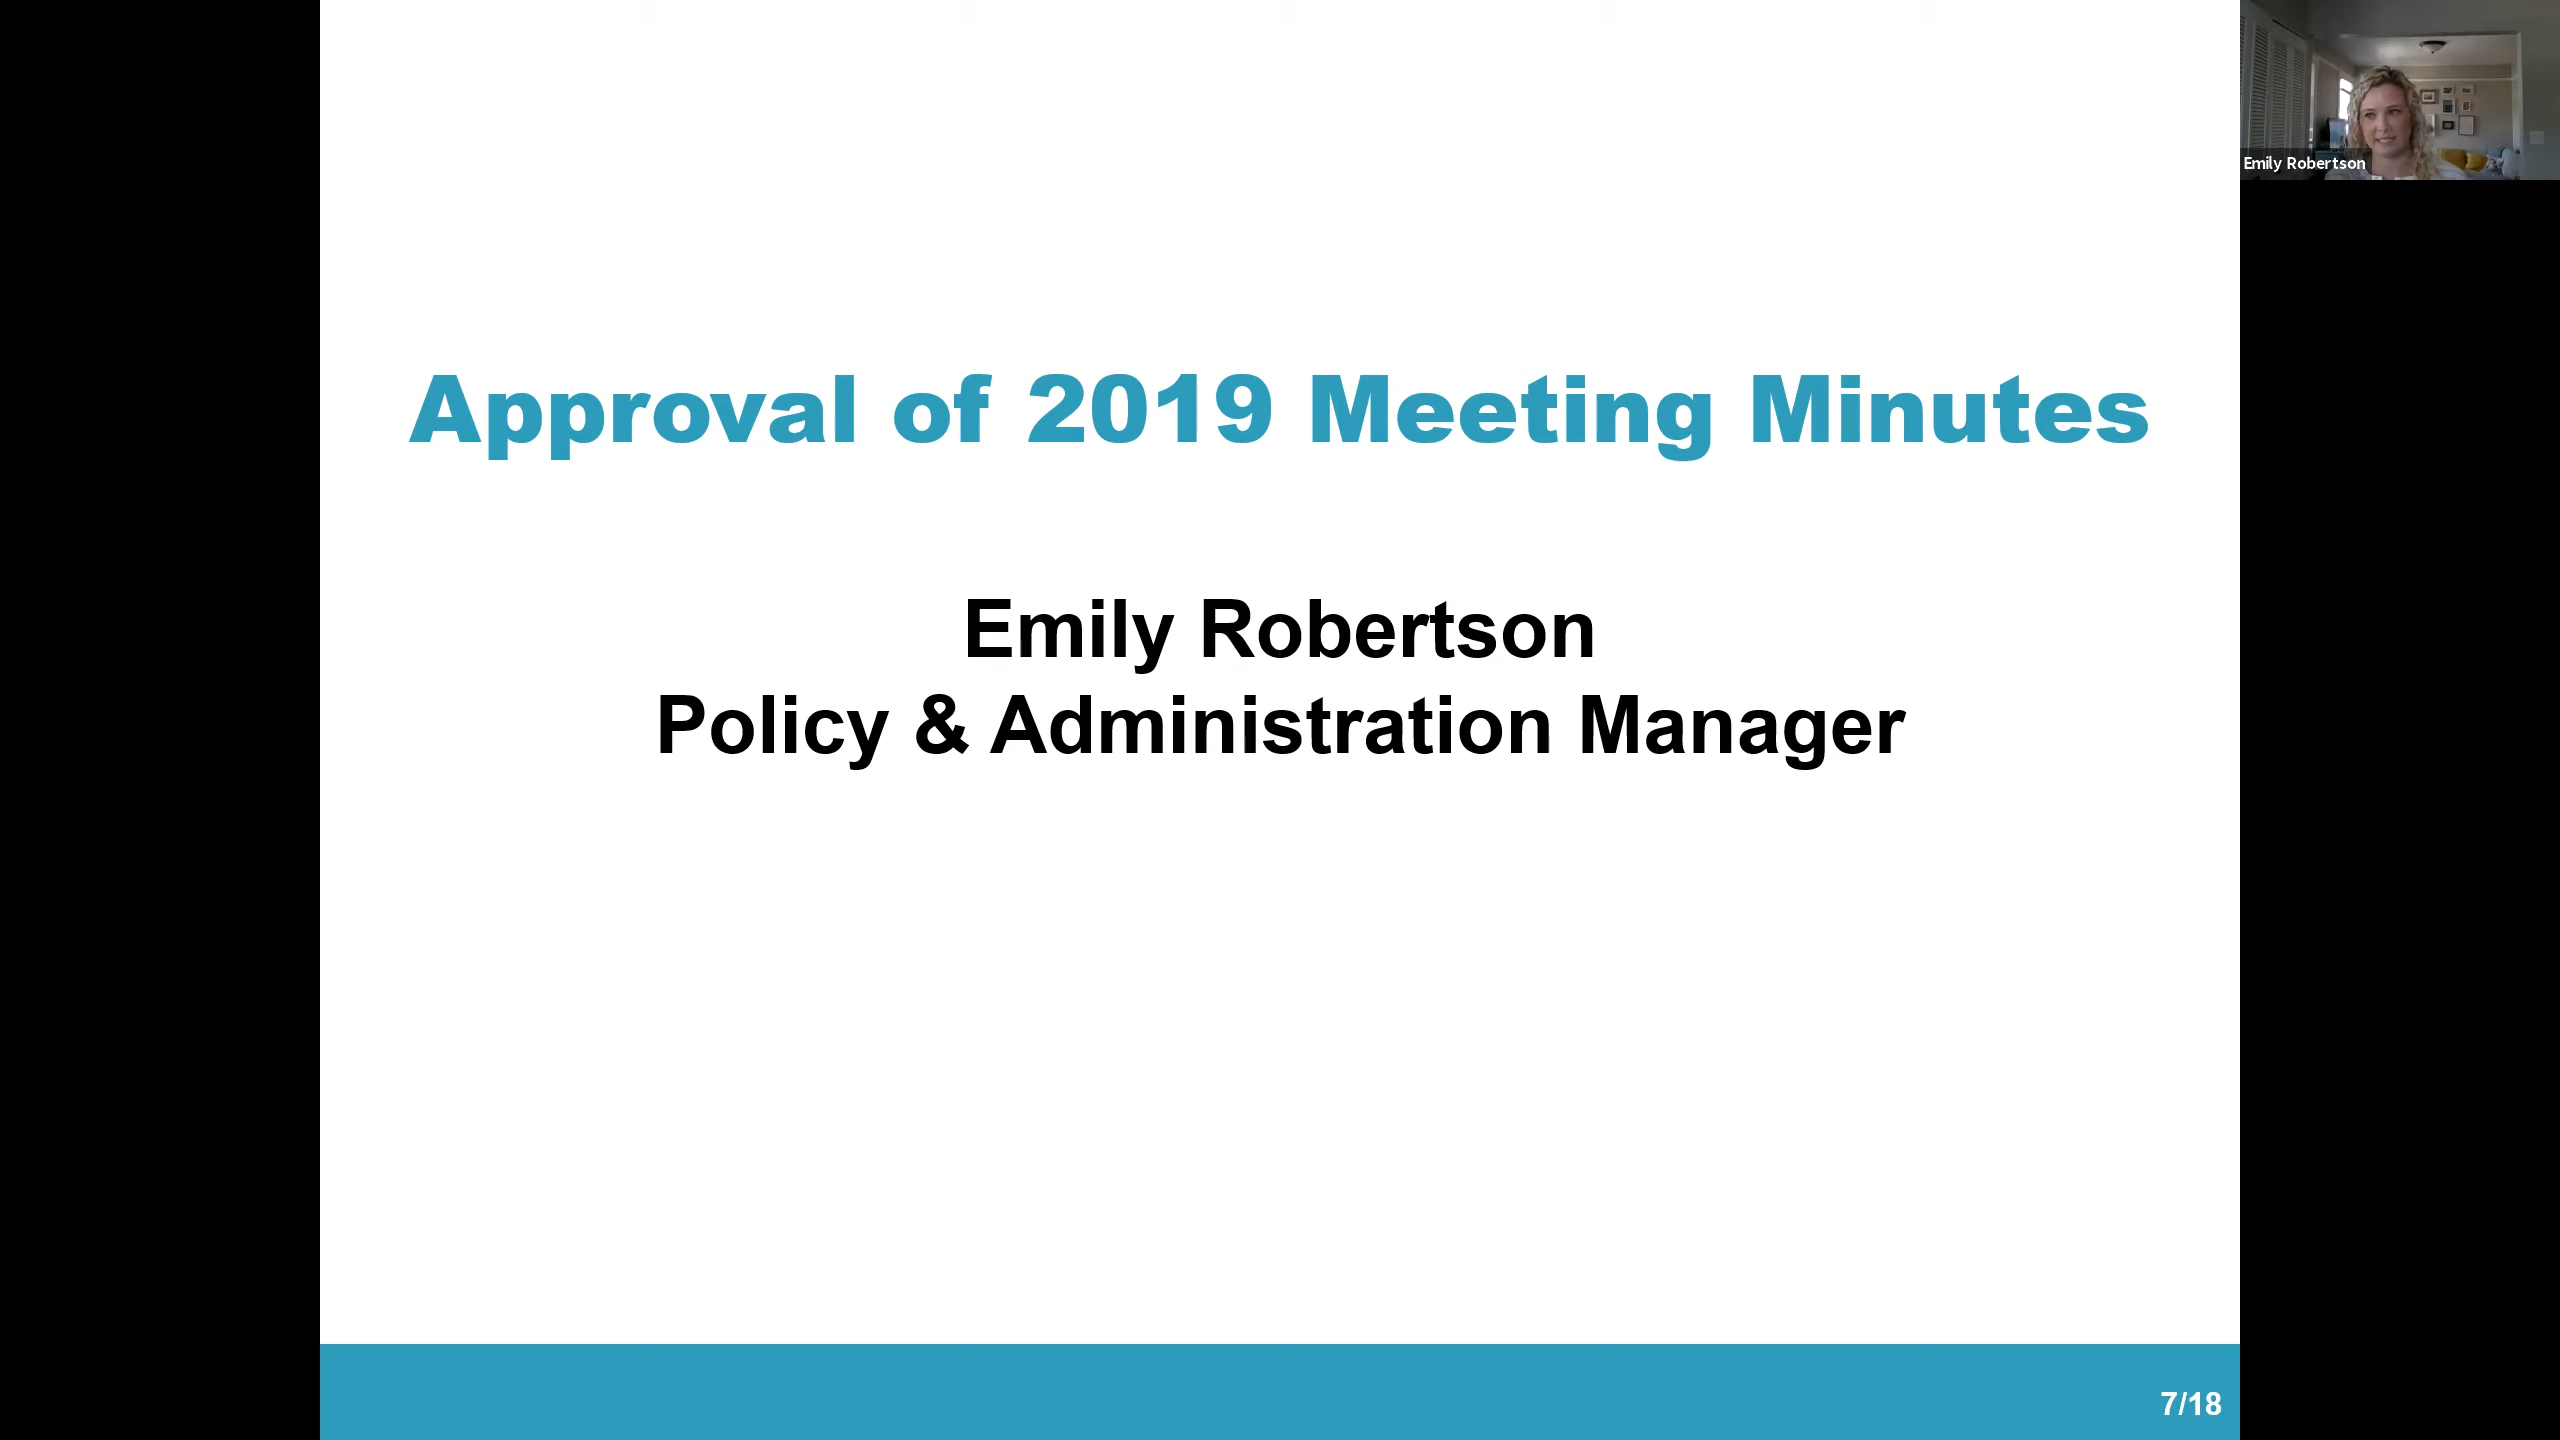 Approval of 2019 Meeting Minutes
Emily Robertson
Policy & Administration Manager
7/18
Emily Robertson